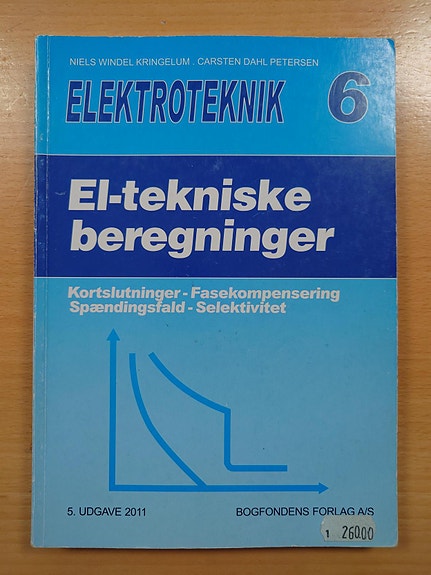 NIELS WINDEL KRINGELUM . CARSTEN DAHL PETERSEN
ELEKTROTEKNIK 6
El-tekniske
beregninger
Kortslutninger - Fasekompensering
Spændingsfald - Selektivitet
5. UDGAVE 2011 BOGFONDENS FORLAG A/S
1 260.00